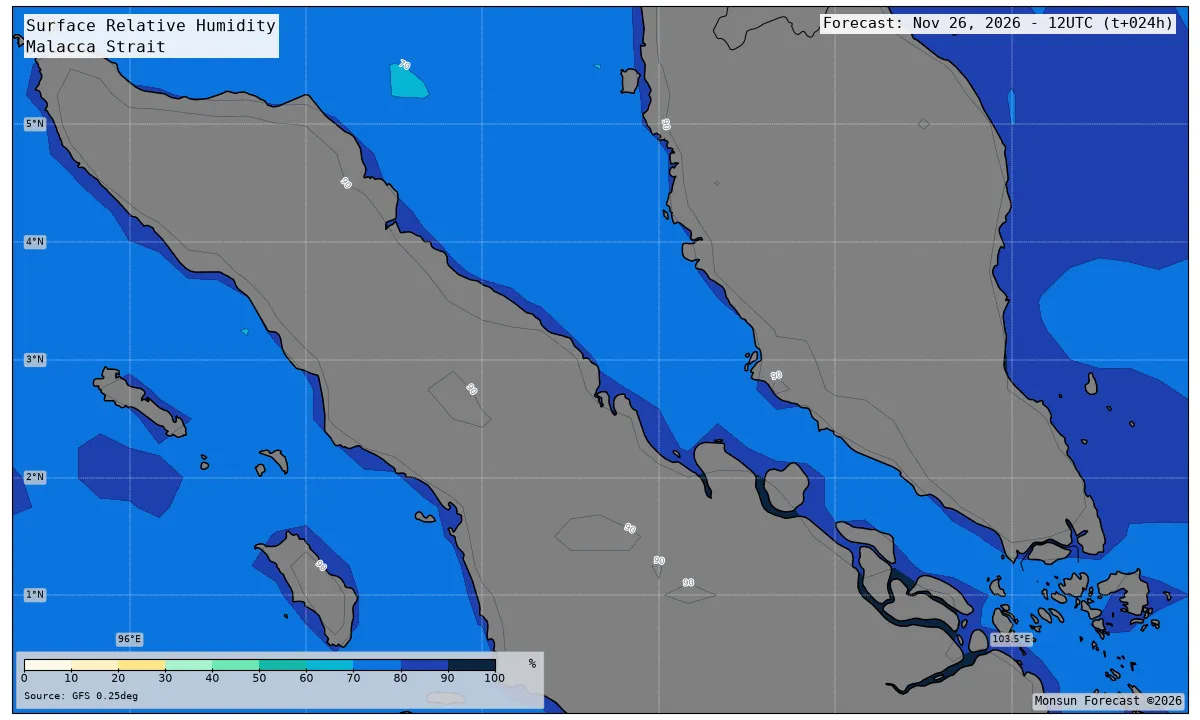 Surface Relative Humidity
Malacca Strait
Forecast: Nov 26, 2026 - 12UTC (t+024h)
70
5°N
90
90
4°N
3°N
90
90
2°N
90
90
90
90
1°N
96°E
103.5°E
%
0 10 20 30 40 50 60 70 80 90 100
Source: GFS 0.25deg
Monsun Forecast ©2026